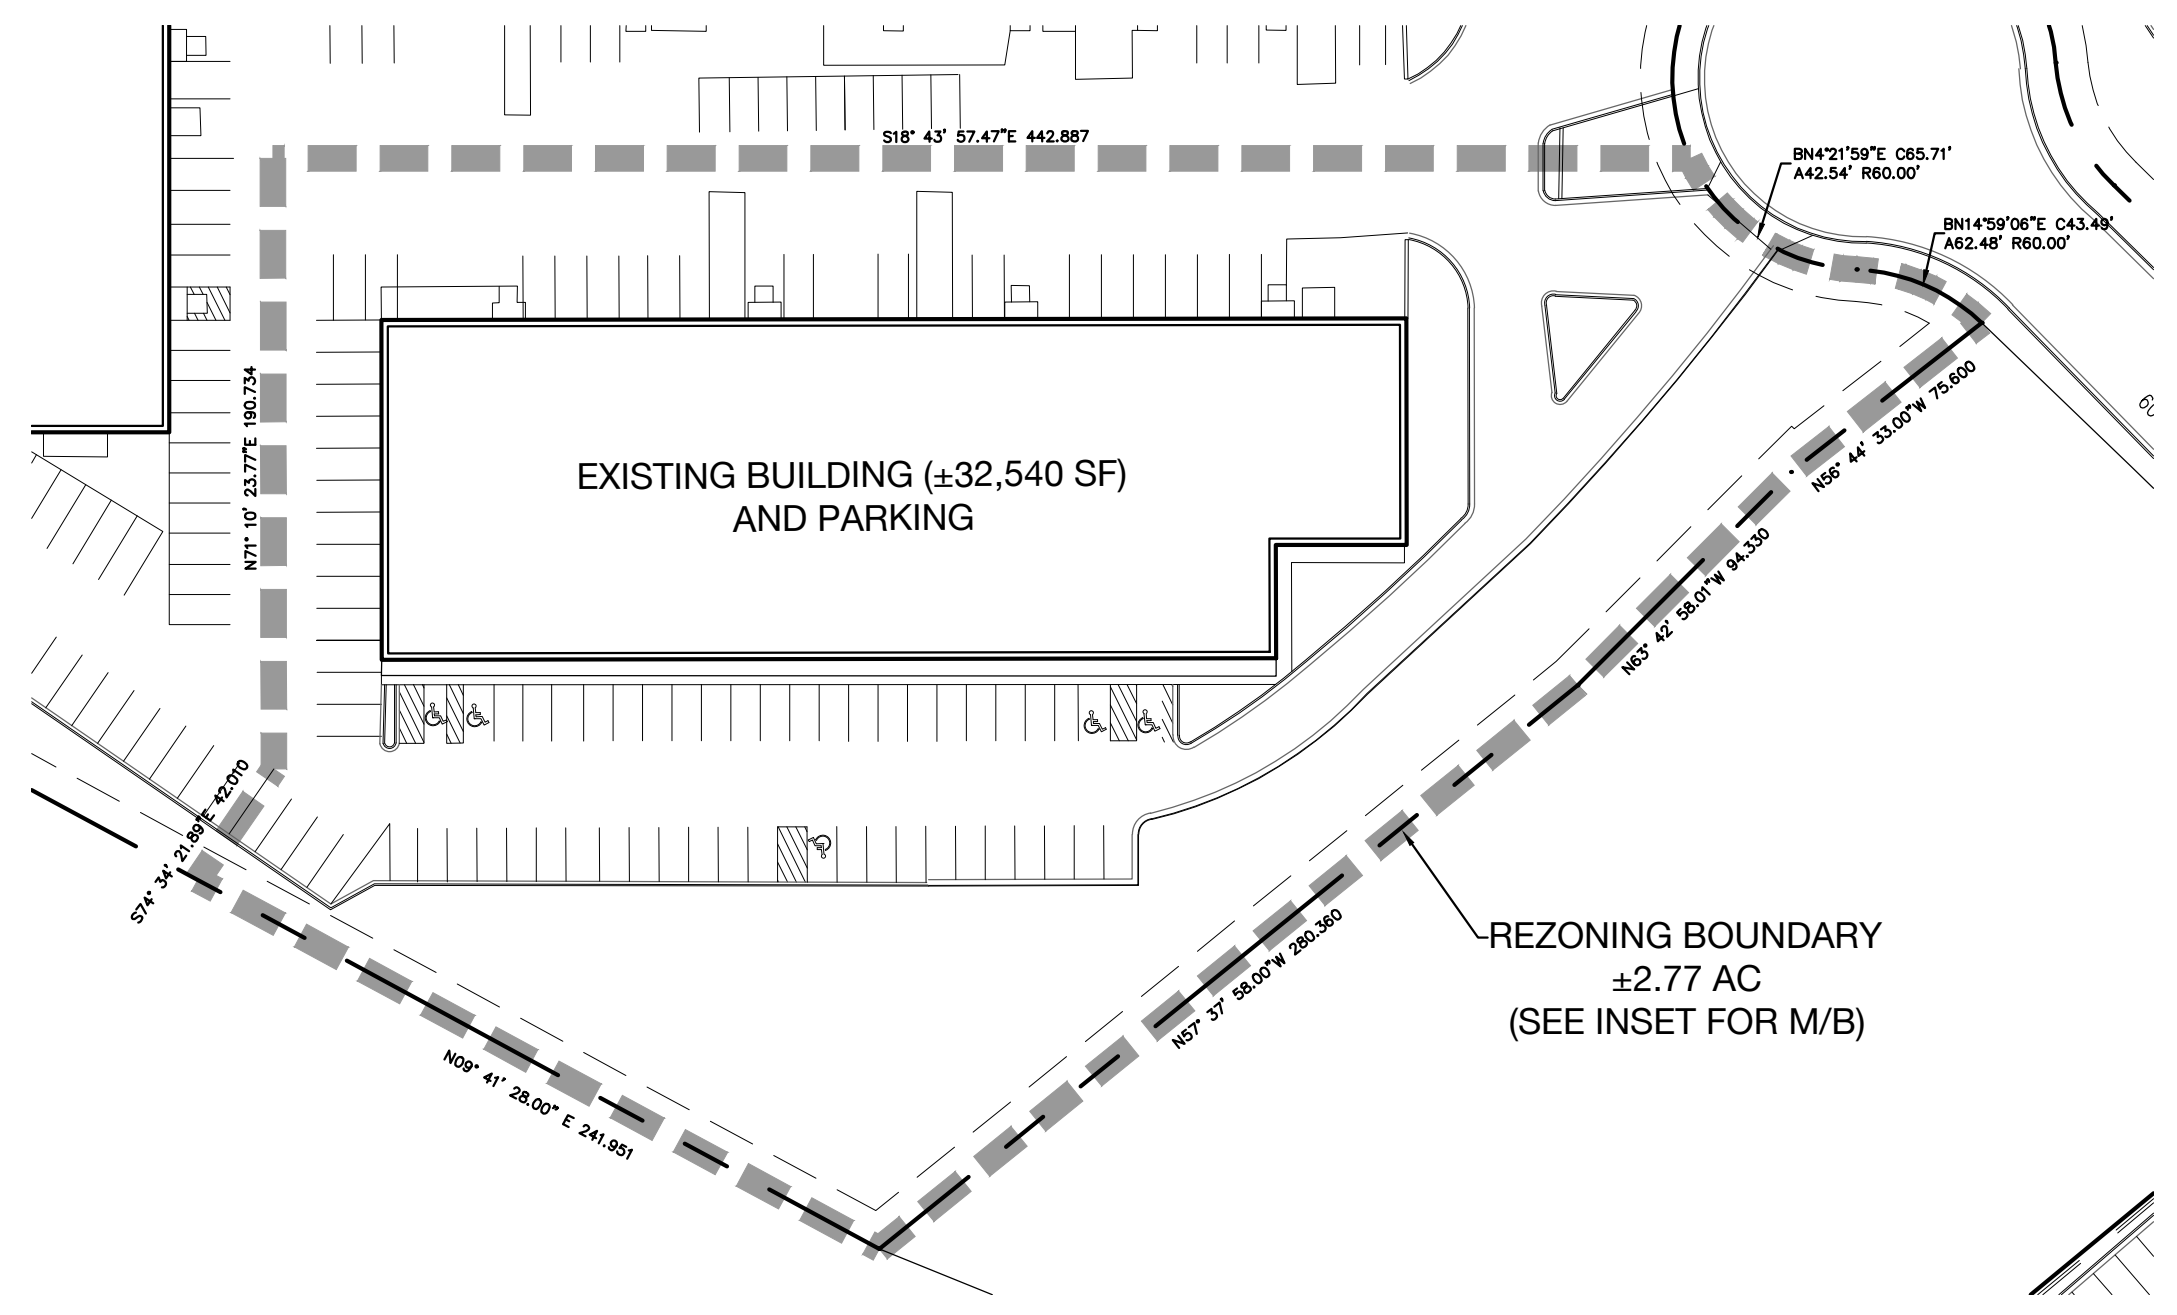 S18° 43' 57.47"E 442.887
BN4°21'59"E C65.71'
A42.54' R60.00'
BN14°59'06"E C43.49'
A62.48' R60.00'
N71° 10' 23.77"E 190.734
N56° 44' 33.00"W 75.600
60
EXISTING BUILDING (±32,540 SF)
AND PARKING
N63° 42' 58.01"W 94.330
S74° 34' 21.89"E 42.010
REZONING BOUNDARY
±2.77 AC
(SEE INSET FOR M/B)
N57° 37' 58.00"W 280.360
N09° 41' 28.00" E 241.951